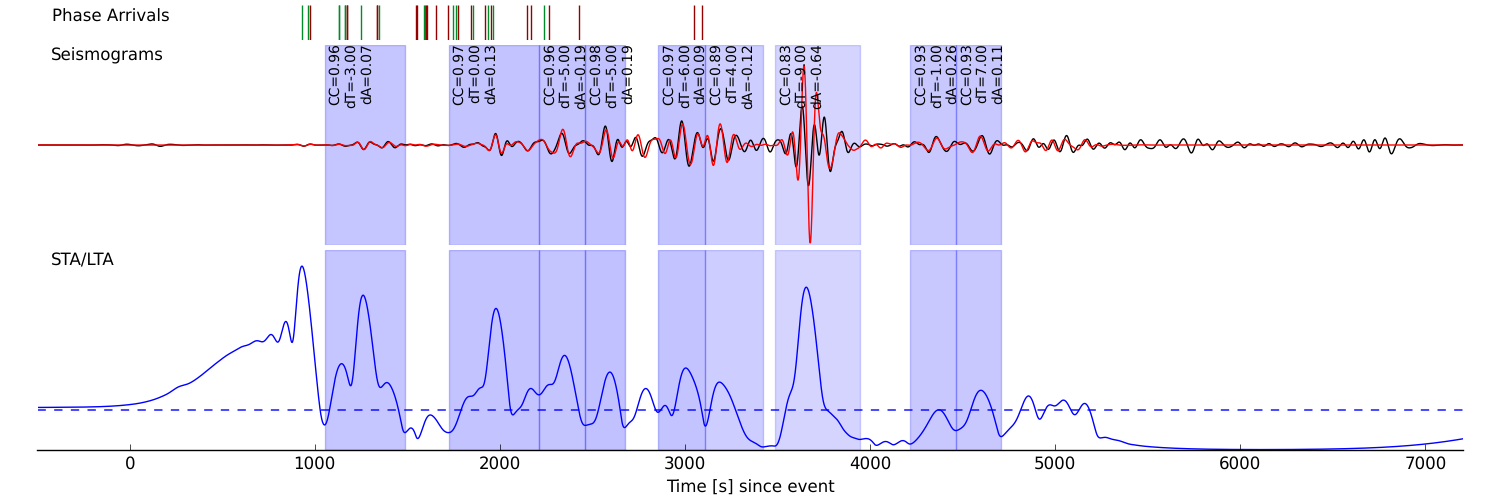 Phase Arrivals
Seismograms
CC=0.96
dT=-3.00
dA=0.07
CC=0.97
dT=0.00
dA=0.13
CC=0.96
dT=-5.00
dA=-0.19
CC=0.98
dT=-5.00
dA=0.19
CC=0.97
dT=-6.00
dA=0.09
CC=0.89
dT=4.00
dA=-0.12
CC=0.83
dT=-9.00
dA=-0.64
CC=0.93
dT=-1.00
dA=0.26
CC=0.93
dT=7.00
dA=0.11
STA/LTA
0 1000 2000 3000 4000 5000 6000 7000
Time [s] since event